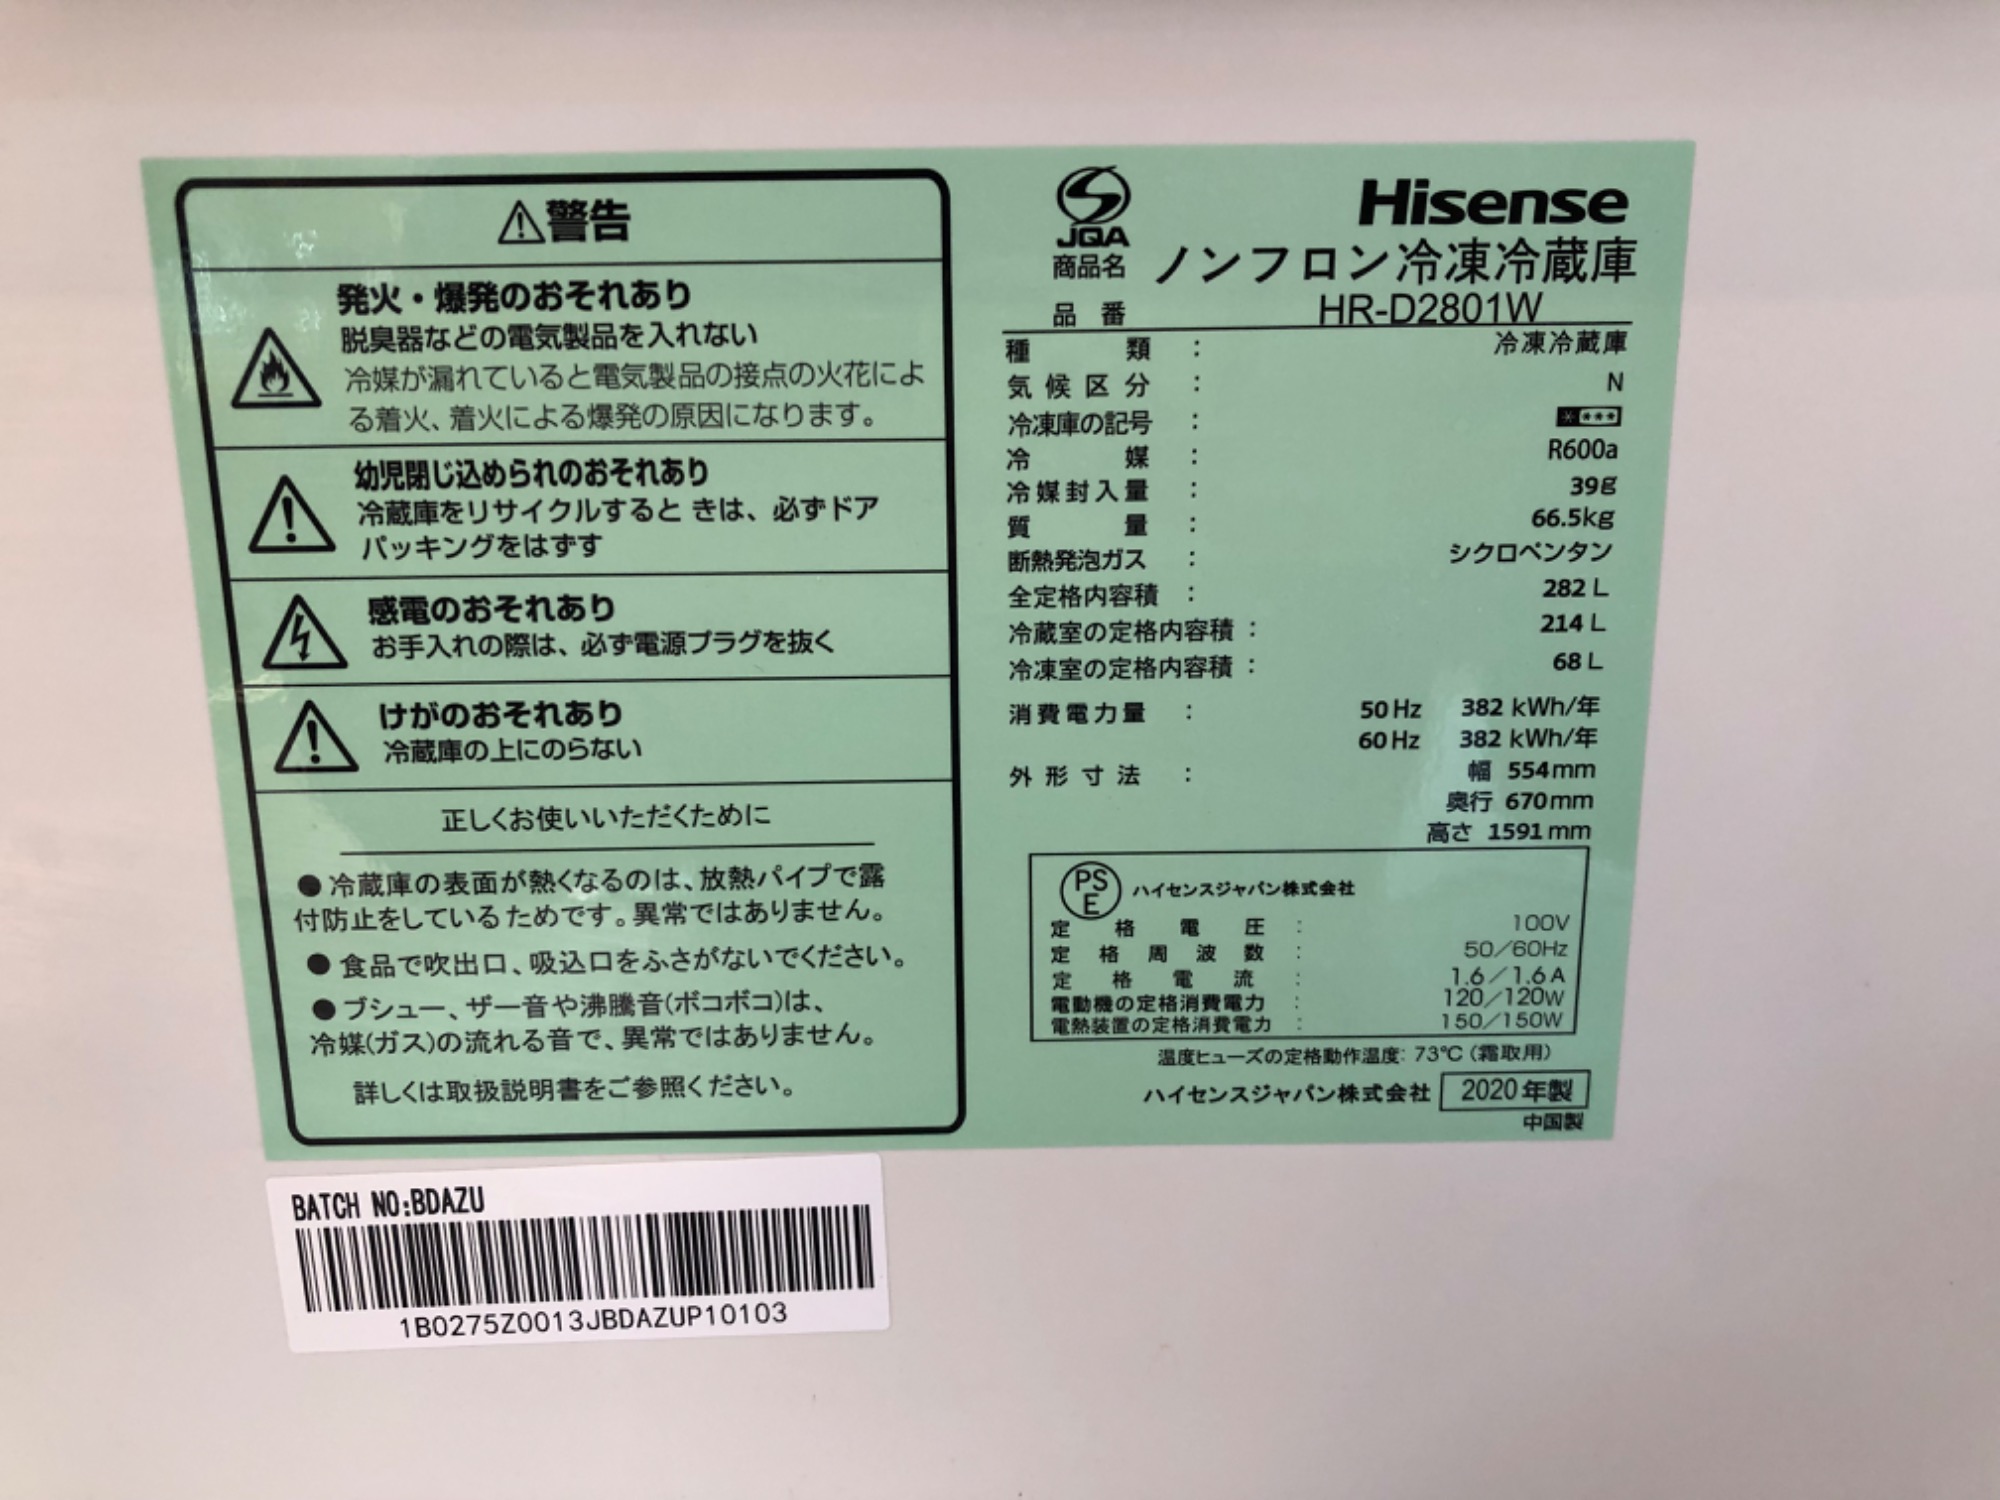 警告
発火・爆発のおそれあり
脱臭器などの電気製品を入れない
冷媒が漏れていると電気製品の接点の火花によ
る着火、着火による爆発の原因になります。
幼児閉じ込められのおそれあり
冷蔵庫をリサイクルすると きは、必ずドア
パッキングをはずす
感電のおそれあり
お手入れの際は、必ず電源プラグを抜く
けがのおそれあり
冷蔵庫の上にのらない
正しくお使いいただくために
●冷蔵庫の表面が熱くなるのは、放熱パイプで露
付防止をしているためです。異常ではありません。
●食品で吹出口、吸込口をふさがないでください。
●ブシュー、ザー音や沸騰音(ボコボコ)は、
冷媒(ガス)の流れる音で、異常ではありません。
詳しくは取扱説明書をご参照ください。
JQA
Hisense
商品名 ノンフロン冷凍冷蔵庫
品番 HR-D2801W
種類 : 冷凍冷蔵庫
気候区分 : N
冷凍庫の記号 : * ***
冷媒 : R600a
冷媒封入量 : 39g
質量 : 66.5kg
断熱発泡ガス : シクロペンタン
全定格内容積 : 282 L
冷蔵室の定格内容積 : 214 L
冷凍室の定格内容積 : 68 L
消費電力量 : 50Hz 382 kWh/年
60Hz 382 kWh/年
外形寸法 : 幅 554mm
奥行 670mm
高さ 1591mm
PSE ハイセンスジャパン株式会社
定格電圧 : 100V
定格周波数 : 50/60Hz
定格電流 : 1.6/1.6A
電動機の定格消費電力 : 120/120W
電熱装置の定格消費電力 : 150/150W
温度ヒューズの定格動作温度: 73℃(霜取用)
ハイセンスジャパン株式会社 2020年製
中国製
BATCH NO:BDAZU
1B0275Z0013JBDAZUP10103